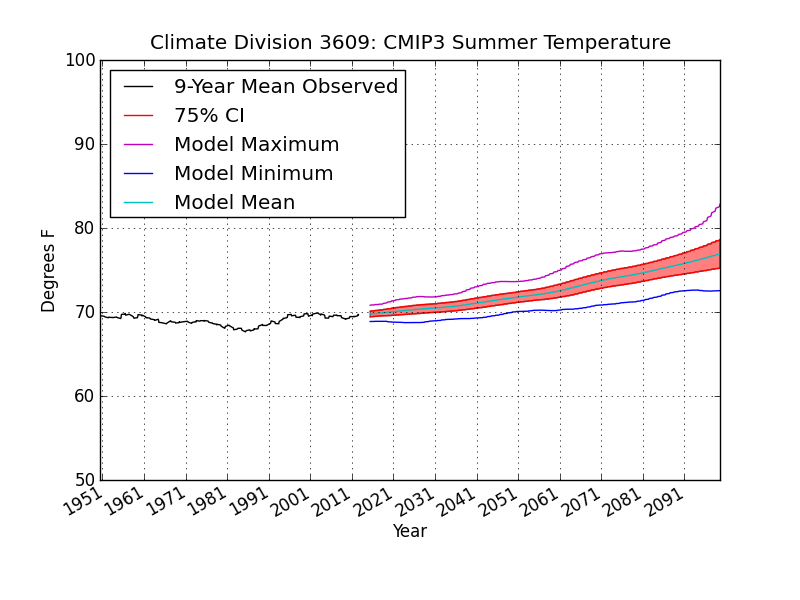 Climate Division 3609: CMIP3 Summer Temperature
100
90
80
70
60
50
Degrees F
9-Year Mean Observed
75% CI
Model Maximum
Model Minimum
Model Mean
1951 1961 1971 1981 1991 2001 2011 2021 2031 2041 2051 2061 2071 2081 2091
Year